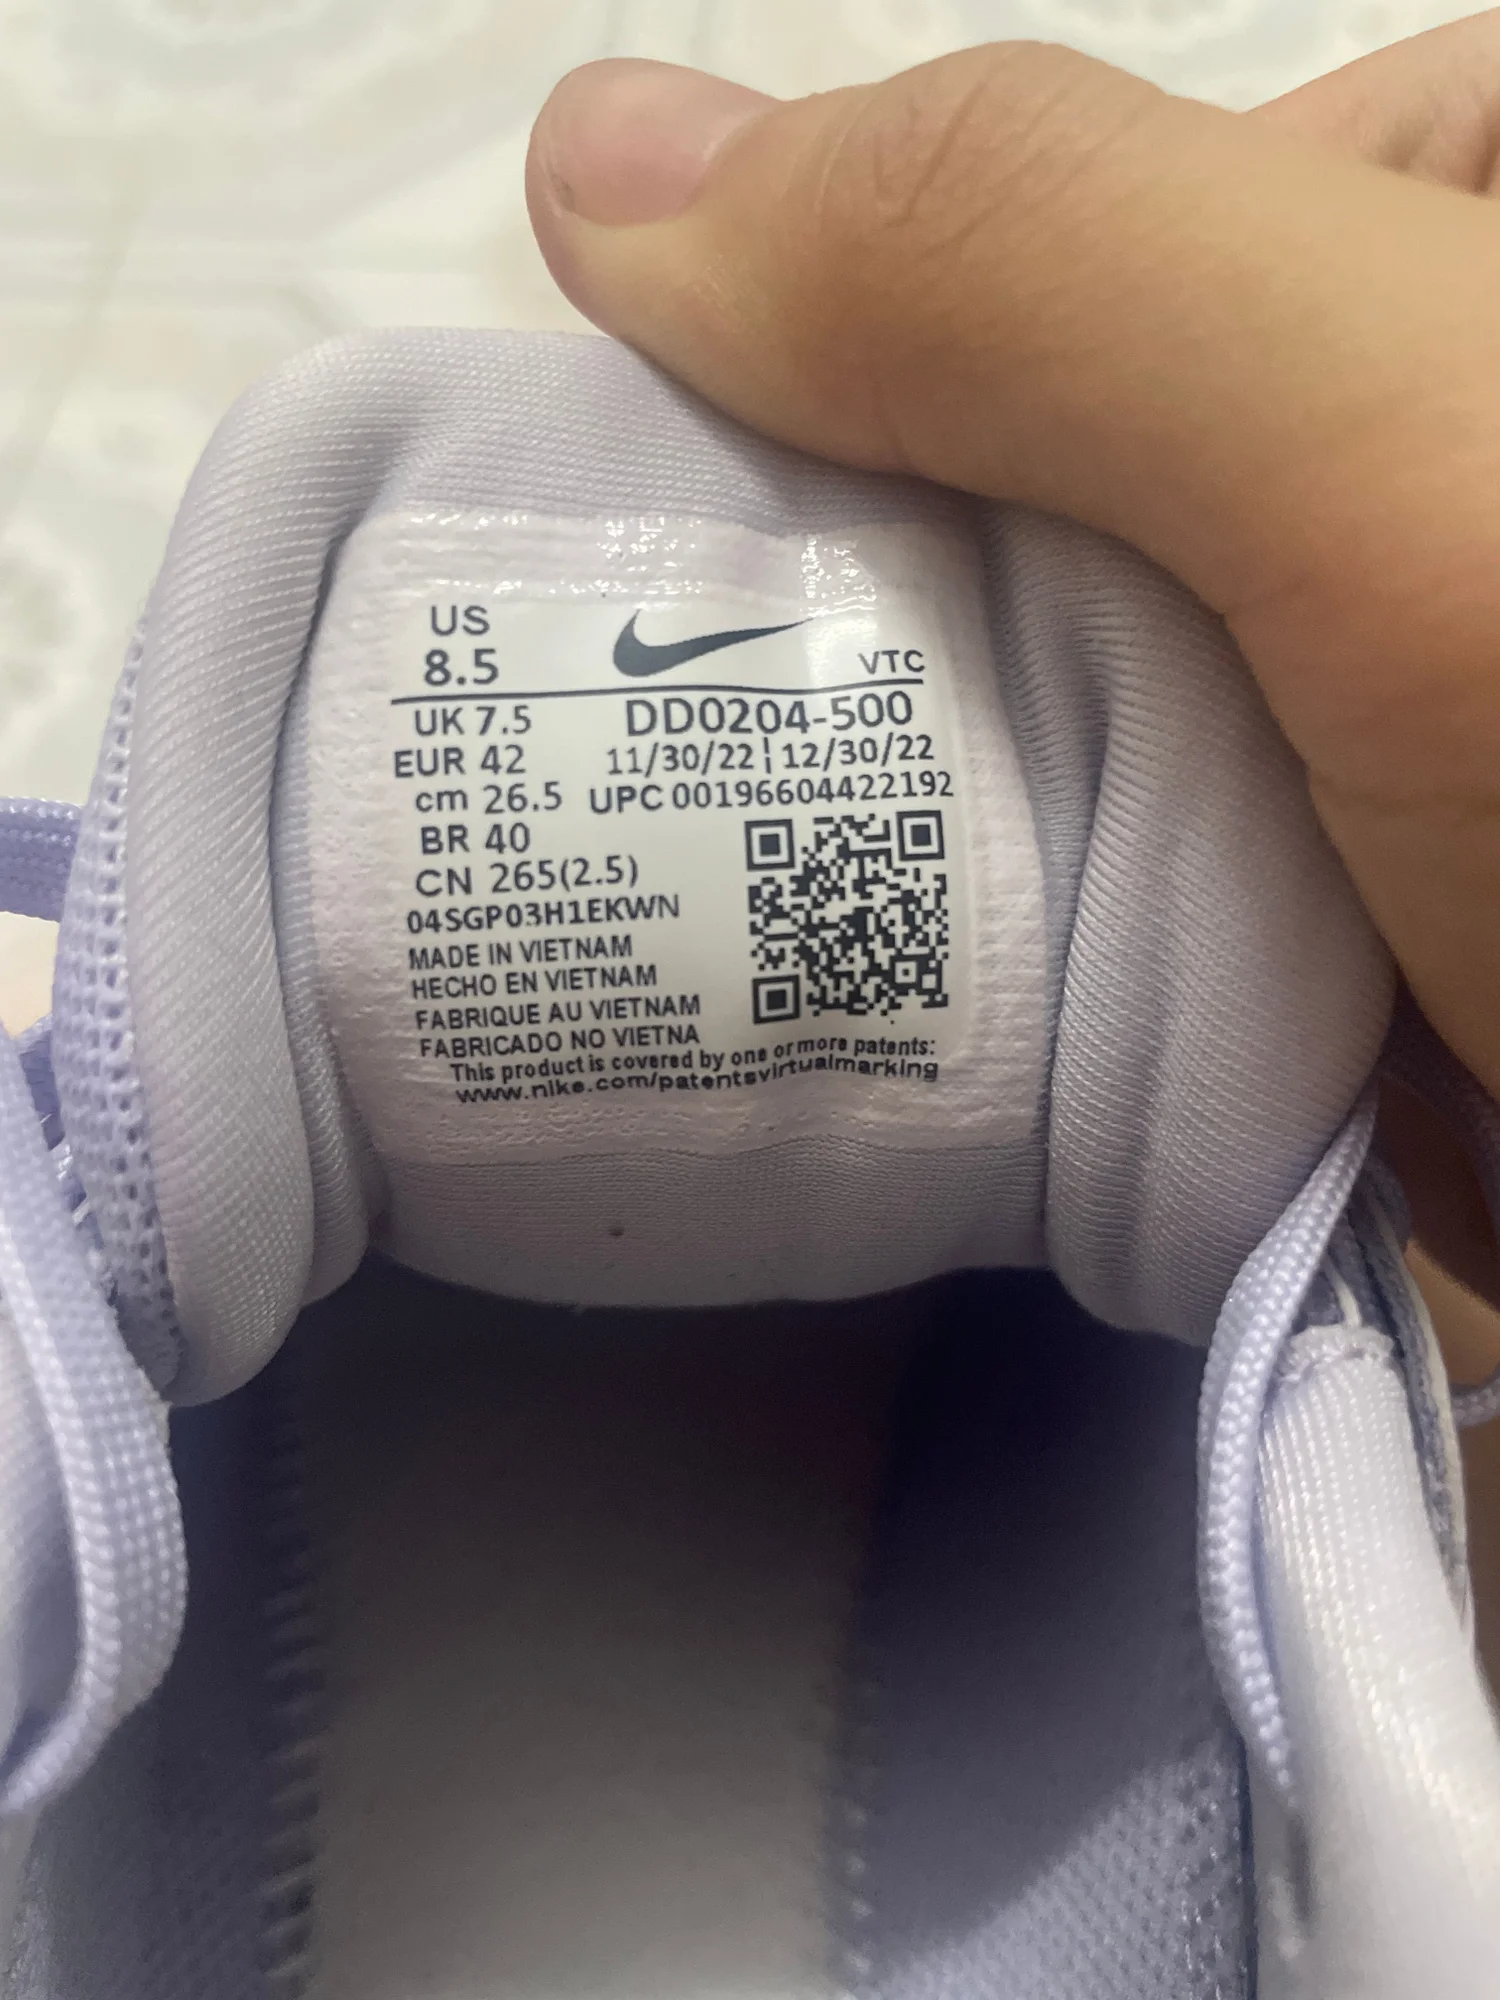 US
8.5
VTC
UK 7.5 DD0204-500
EUR 42 11/30/22 ¦ 12/30/22
cm 26.5 UPC 00196604422192
BR 40
CN 265(2.5)
04SGP03H1EKWN
MADE IN VIETNAM
HECHO EN VIETNAM
FABRIQUE AU VIETNAM
FABRICADO NO VIETNA
This product is covered by one or more patents:
www.nike.com/patentsvirtualmarking